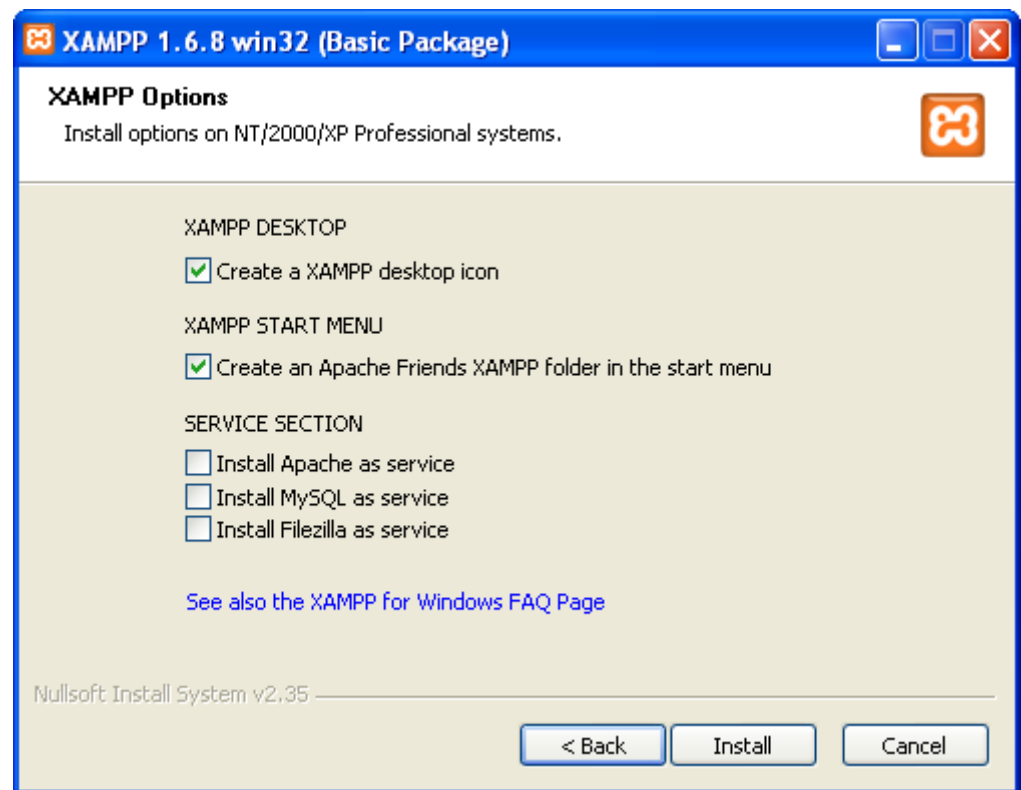 XAMPP 1.6.8 win32 (Basic Package)
XAMPP Options
Install options on NT/2000/XP Professional systems.
XAMPP DESKTOP
Create a XAMPP desktop icon
XAMPP START MENU
Create an Apache Friends XAMPP folder in the start menu
SERVICE SECTION
Install Apache as service
Install MySQL as service
Install Filezilla as service
See also the XAMPP for Windows FAQ Page
Nullsoft Install System v2.35
< Back
Install
Cancel